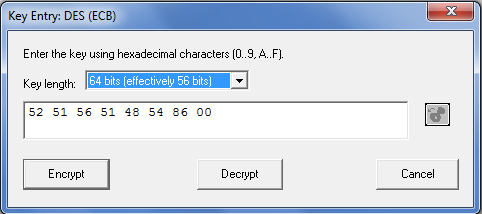 Key Entry: DES (ECB)
Enter the key using hexadecimal characters (0..9, A..F).
Key length: 64 bits (effectively 56 bits)
52 51 56 51 48 54 86 00
Encrypt Decrypt Cancel